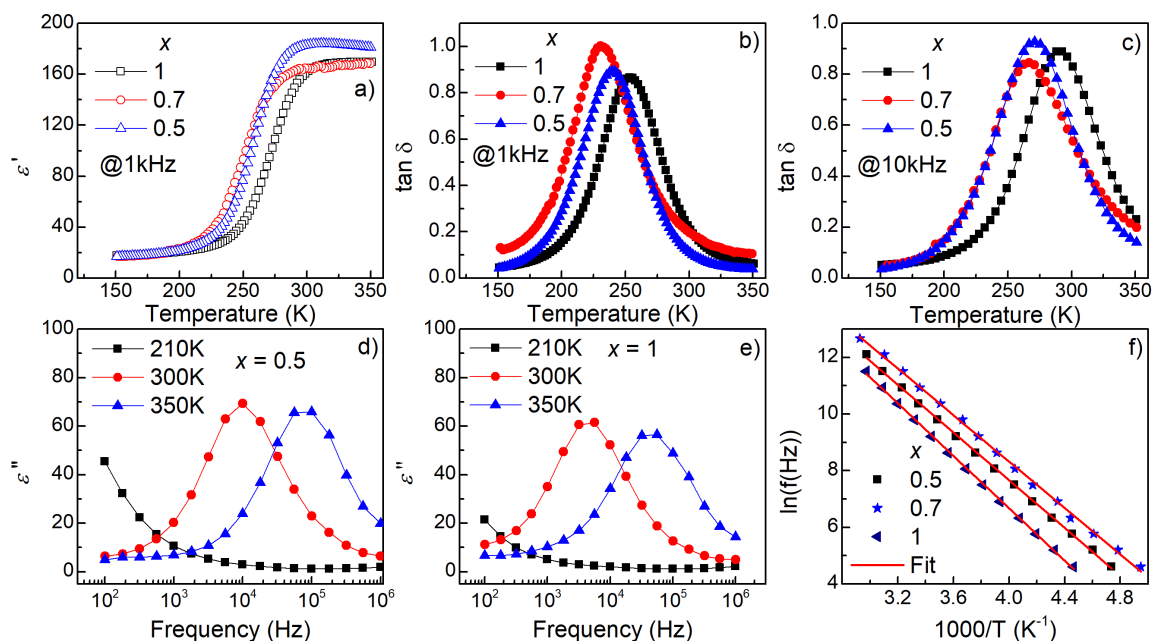 200
160
120
80
40
0
ε'
x
1
0.7
0.5
@1kHz
a)
150 200 250 300 350
Temperature (K)
1.0
0.8
0.6
0.4
0.2
0.0
tan δ
x
1
0.7
0.5
@1kHz
b)
150 200 250 300 350
Temperature (K)
1.0
0.8
0.6
0.4
0.2
0.0
tan δ
x
1
0.7
0.5
@10kHz
c)
150 200 250 300 350
Temperature (K)
100
80
60
40
20
0
ε''
210K
300K
350K
x = 0.5
d)
10² 10³ 10⁴ 10⁵ 10⁶
Frequency (Hz)
100
80
60
40
20
0
ε''
210K
300K
350K
x = 1
e)
10² 10³ 10⁴ 10⁵ 10⁶
Frequency (Hz)
12
10
8
6
4
ln(f(Hz))
x
0.5
0.7
1
Fit
f)
3.2 3.6 4.0 4.4 4.8
1000/T (K⁻¹)